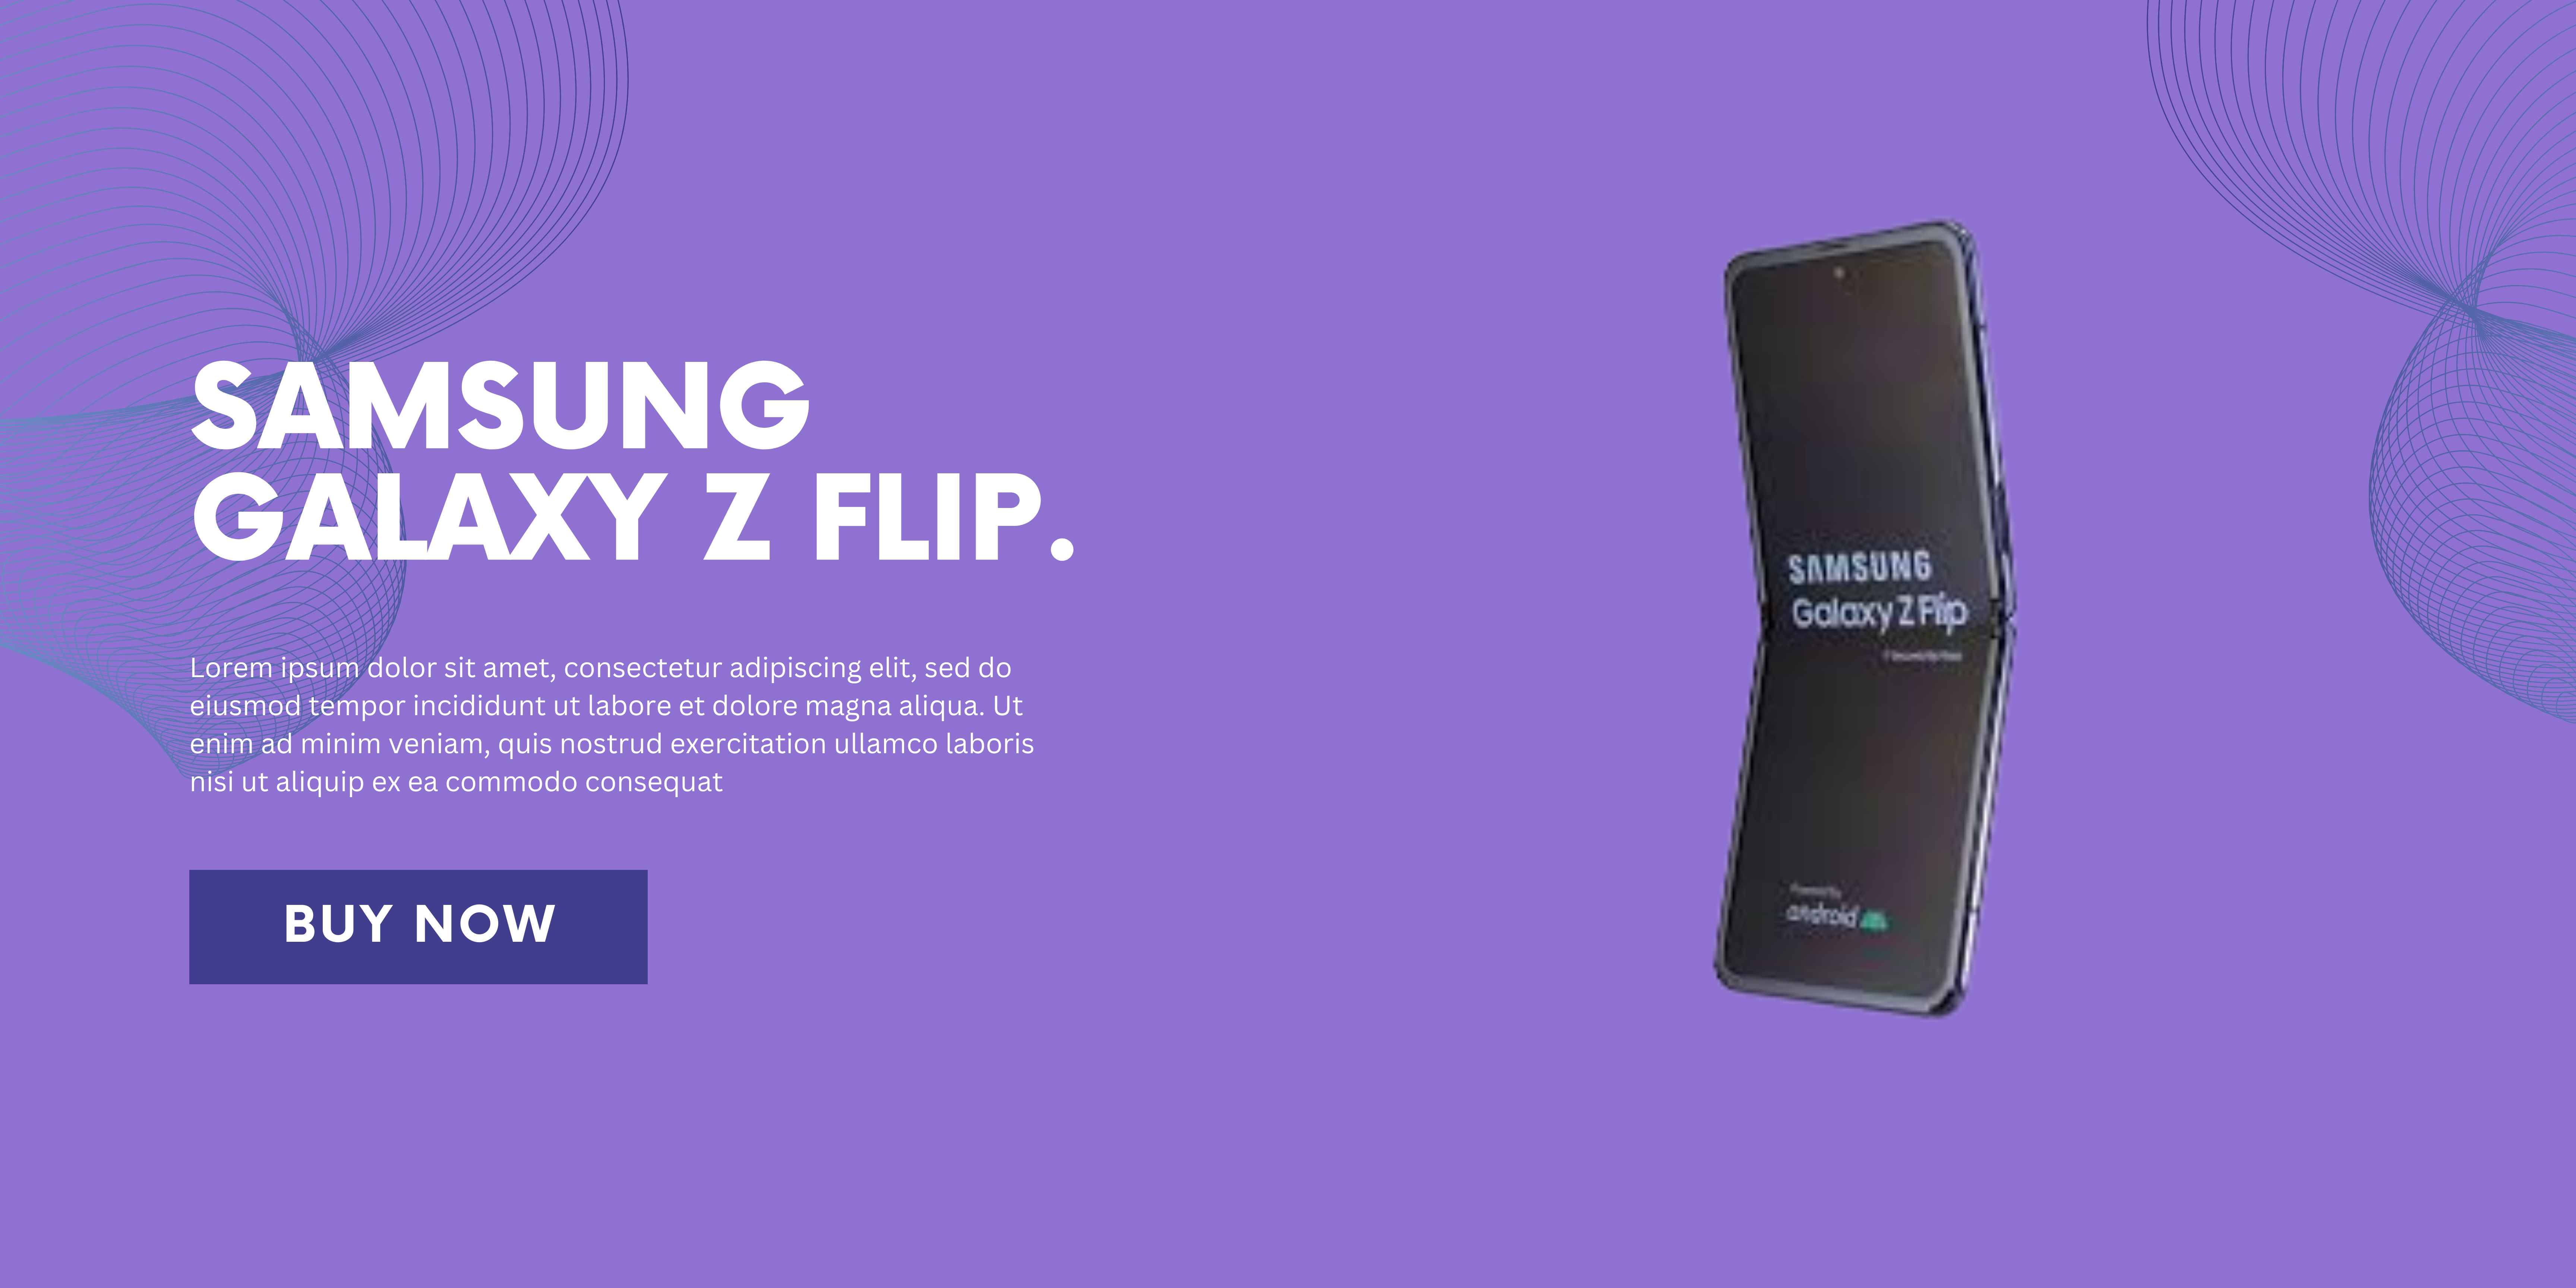 SAMSUNG
GALAXY Z FLIP.
Lorem ipsum dolor sit amet, consectetur adipiscing elit, sed do
eiusmod tempor incididunt ut labore et dolore magna aliqua. Ut
enim ad minim veniam, quis nostrud exercitation ullamco laboris
nisi ut aliquip ex ea commodo consequat
BUY NOW
SAMSUNG
Galaxy Z Flip
android